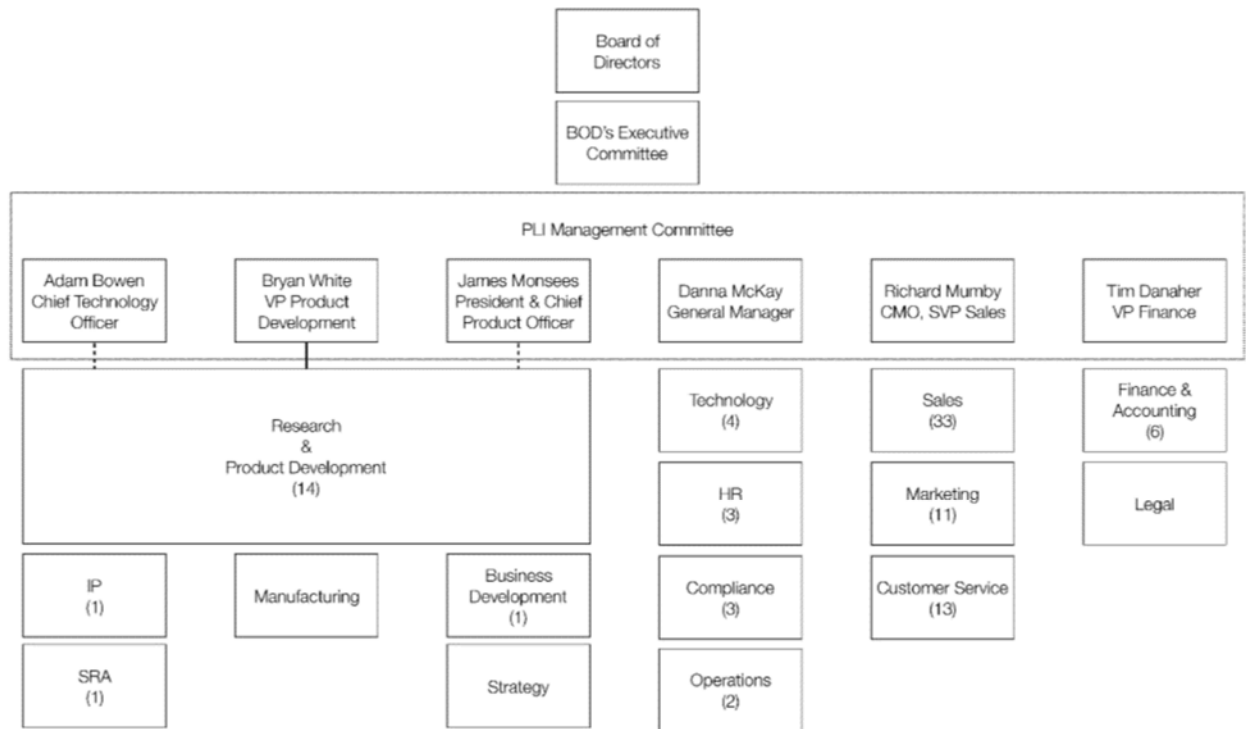 Board of
Directors
BOD's Executive
Committee
PLI Management Committee
Adam Bowen
Chief Technology
Officer
Bryan White
VP Product
Development
James Monsees
President & Chief
Product Officer
Danna McKay
General Manager
Richard Mumby
CMO, SVP Sales
Tim Danaher
VP Finance
Research
&
Product Development
(14)
Technology
(4)
Sales
(33)
Finance &
Accounting
(6)
HR
(3)
Marketing
(11)
Legal
IP
(1)
Manufacturing
Business
Development
(1)
Compliance
(3)
Customer Service
(13)
SRA
(1)
Strategy
Operations
(2)